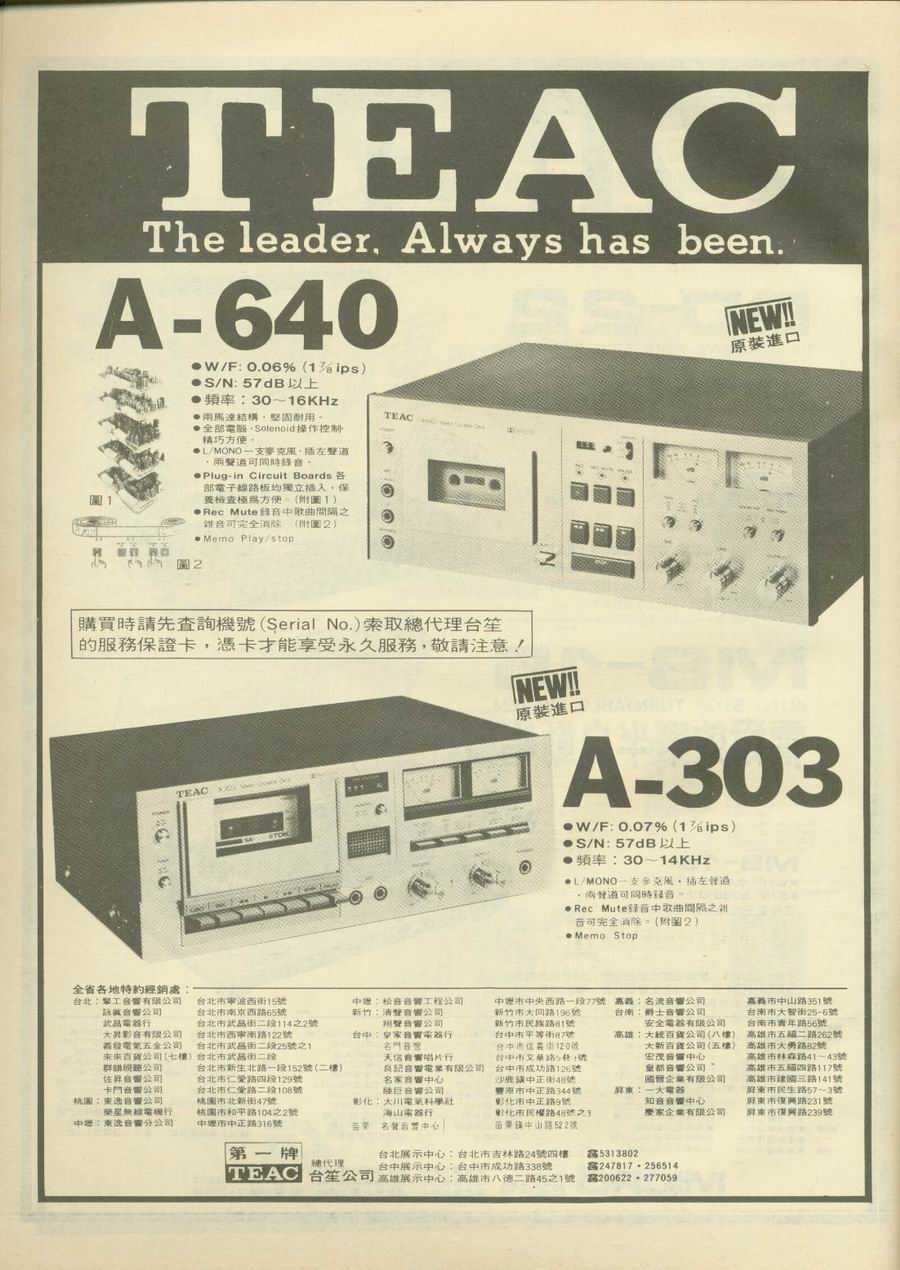 TEAC
The leader. Always has been.
A-640
●W/F: 0.06% (1⅞ips)
●S/N: 57dB以上
●頻率：30～16KHz
●兩馬達結構，堅固耐用。
●全部電腦，Solenoid操作控制，
精巧方便。
●L/MONO一支麥克風，插左聲道
，兩聲道可同時錄音。
●Plug-in Circuit Boards 各
部電子線路板均獨立插入，保
養檢查極為方便。(附圖1)
●Rec Mute錄音中歌曲間隔之
雜音可完全消除 (附圖2)
●Memo Play/stop
圖1
圖2
NEW!!
原裝進口
TEAC
購買時請先查詢機號(Serial No.)索取總代理台笙
的服務保證卡，憑卡才能享受永久服務，敬請注意！
NEW!!
原裝進口
TEAC
TDK
A-303
●W/F: 0.07% (1⅞ips)
●S/N: 57dB以上
●頻率：30～14KHz
●L/MONO一支麥克風，插左聲道
，兩聲道可同時錄音。
●Rec Mute錄音中歌曲間隔之雜
音可完全消除。(附圖2)
●Memo Stop
全省各地特約經銷處：
台北：擎工音響有限公司 台北市寧波西街15號
詠眞音響公司 台北市南京西路65號
武昌電器行 台北市武昌街二段114之2號
大昇影音有限公司 台北市西寧南路122號
義發電氣五金公司 台北市武昌街二段25號之1
來來百貨公司(七樓) 台北市武昌街二段
群韻視聽公司 台北市新生北路一段152號(二樓)
佐昇音響公司 台北市仁愛路四段129號
卡門音響公司 台北市仁愛路二段108號
桃園：東逸音響公司 桃園市北新街47號
榮星無線電機行 桃園市和平路104之2號
中壢：東逸音響分公司 中壢市中正路316號
中壢：松音音響工程公司 中壢市中央西路一段77號
新竹：清聲音響公司 新竹市大同路196號
翔聲音響公司 新竹市民族路81號
台中：皇家音響電器行 台中市平等街87號
名門音響 台中市信義街120號
天信音響唱片行 台中市文華路5巷1號
良記音響電業有限公司 台中市成功路126號
名家音響中心 沙鹿鎮中正街48號
陸巨音響公司 豐原市中正路344號
彰化：大川電氣科學社 彰化市中正路9號
海山電器行 彰化市民權路48號之3
苗栗 名聲音響中心 苗栗鎮中山路522號
嘉義：名流音響公司 嘉義市中山路351號
台南：爵士音響公司 台南市大智街25-6號
安全電器有限公司 台南市青年路56號
高雄：大統百貨公司(八樓) 高雄市五福二路262號
大新百貨公司(五樓) 高雄市大勇路82號
宏茂音響中心 高雄市林森路41～43號
皇都音響公司 高雄市五福四路117號
國晉企業有限公司 高雄市建國三路141號
屏東：一大電器 屏東市民生路57～3號
知音音響中心 屏東市復興路231號
慶家企業有限公司 屏東市復興路239號
第一牌
TEAC
總代理
台笙公司
台北展示中心：台北市吉林路24號四樓 ☎5313802
台中展示中心：台中市成功路338號 ☎247817・256514
高雄展示中心：高雄市八德二路45之1號 ☎200622・277059